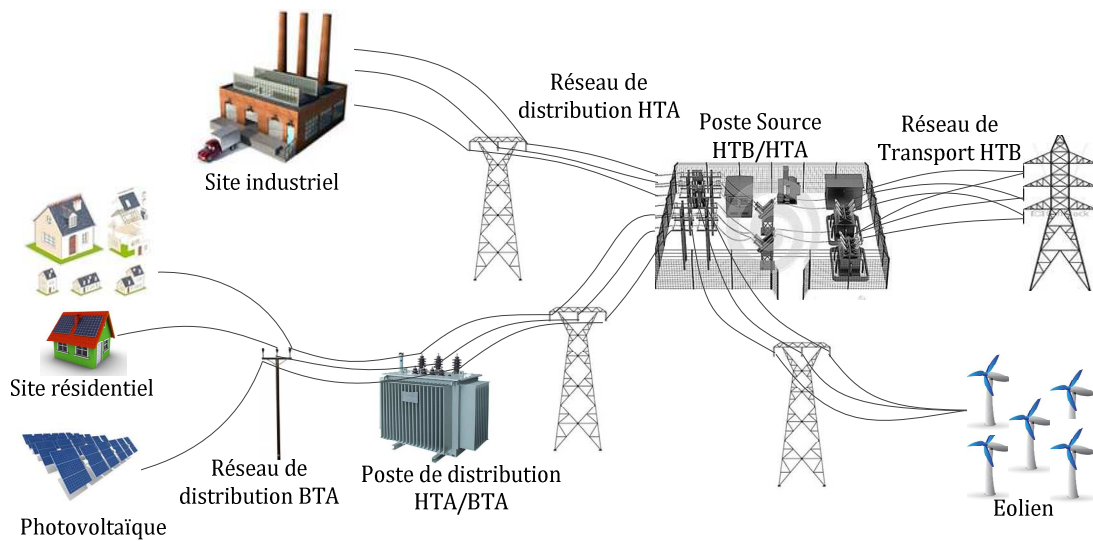 Réseau de
distribution HTA
Poste Source
HTB/HTA
Réseau de
Transport HTB
Site industriel
Site résidentiel
Réseau de
distribution BTA
Poste de distribution
HTA/BTA
Photovoltaïque
Eolien